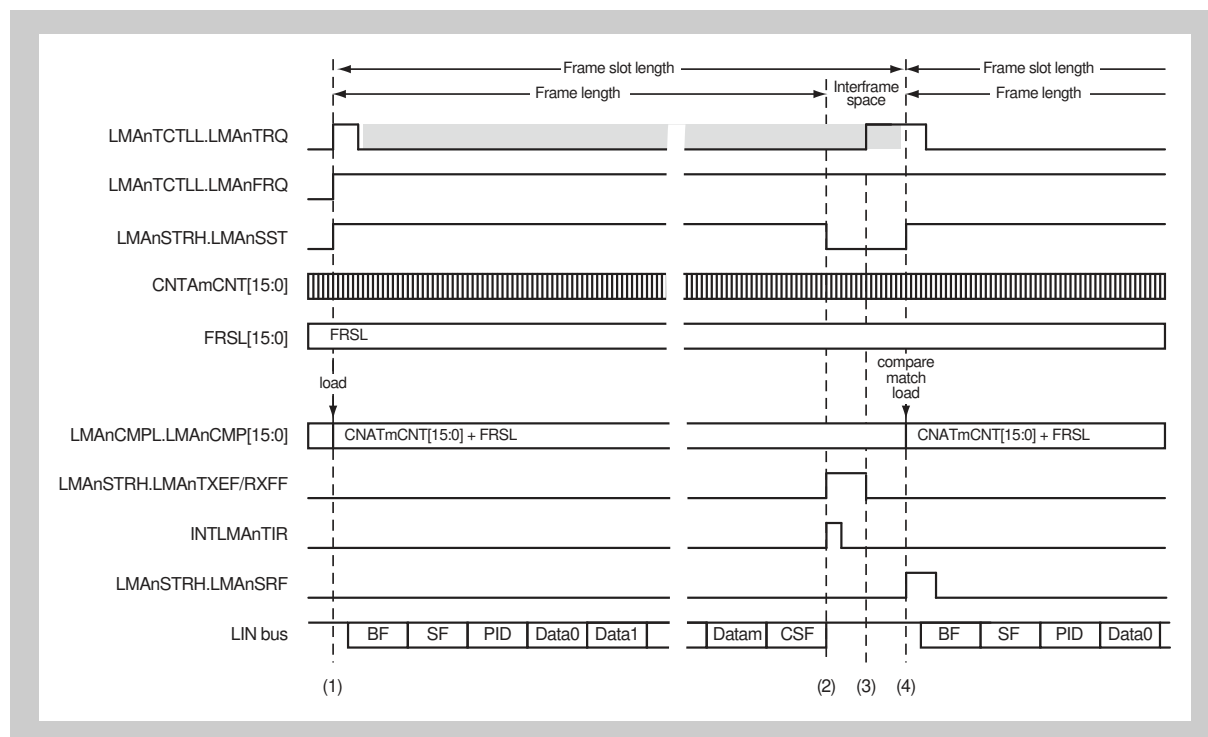 Frame slot length
Frame slot length
Frame length
Interframe
space
Frame length
LMAnTCTLL.LMAnTRQ
LMAnTCTLL.LMAnFRQ
LMAnSTRH.LMAnSST
CNTAmCNT[15:0]
FRSL[15:0]
FRSL
load
compare
match
load
LMAnCMPL.LMAnCMP[15:0]
CNATmCNT[15:0] + FRSL
CNATmCNT[15:0] + FRSL
LMAnSTRH.LMAnTXEF/RXFF
INTLMAnTIR
LMAnSTRH.LMAnSRF
LIN bus
BF SF PID Data0 Data1 Datam CSF BF SF PID Data0
(1) (2) (3) (4)